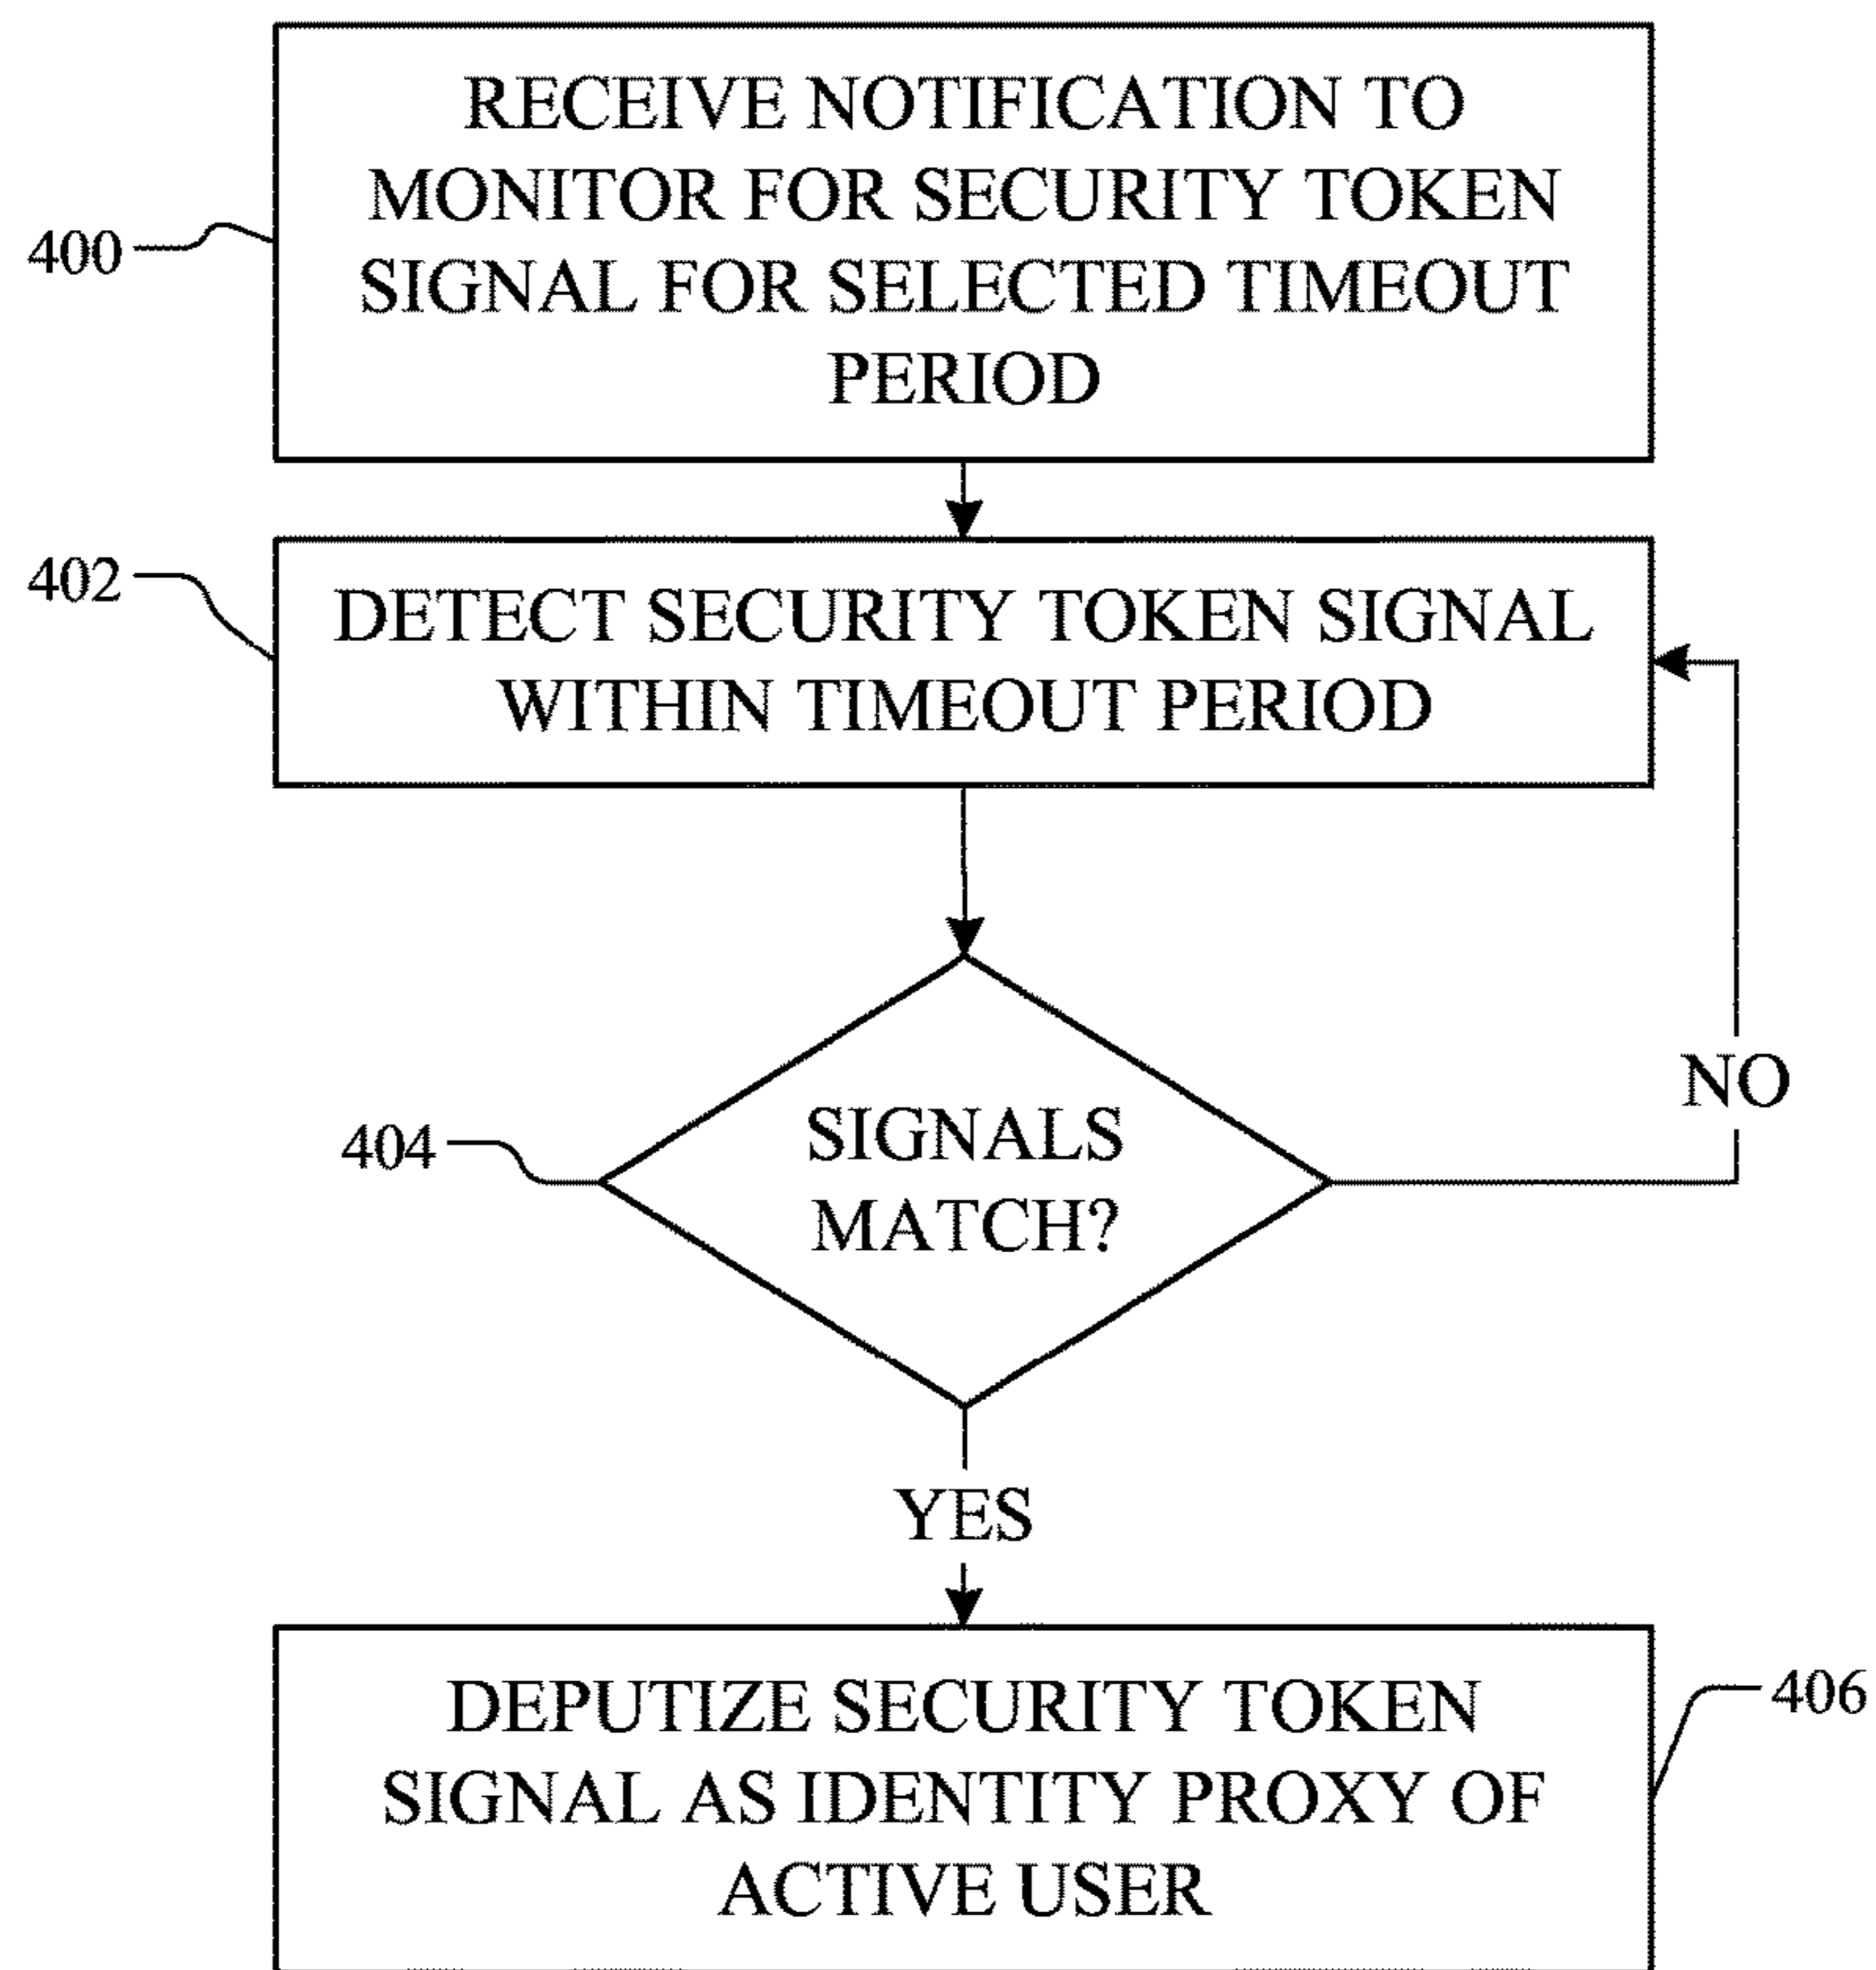 RECEIVE NOTIFICATION TO
MONITOR FOR SECURITY TOKEN
SIGNAL FOR SELECTED TIMEOUT
PERIOD
400
402
DETECT SECURITY TOKEN SIGNAL
WITHIN TIMEOUT PERIOD
NO
404
SIGNALS
MATCH?
YES
DEPUTIZE SECURITY TOKEN
SIGNAL AS IDENTITY PROXY OF
ACTIVE USER
406